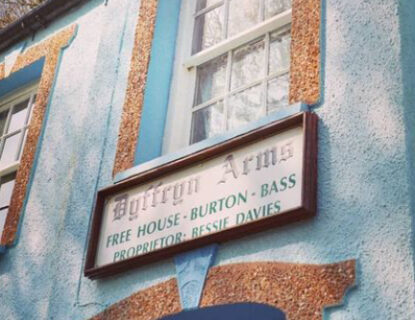 Dyffryn Arms
FREE HOUSE - BURTON - BASS
PROPRIETOR: BESSIE DAVIES